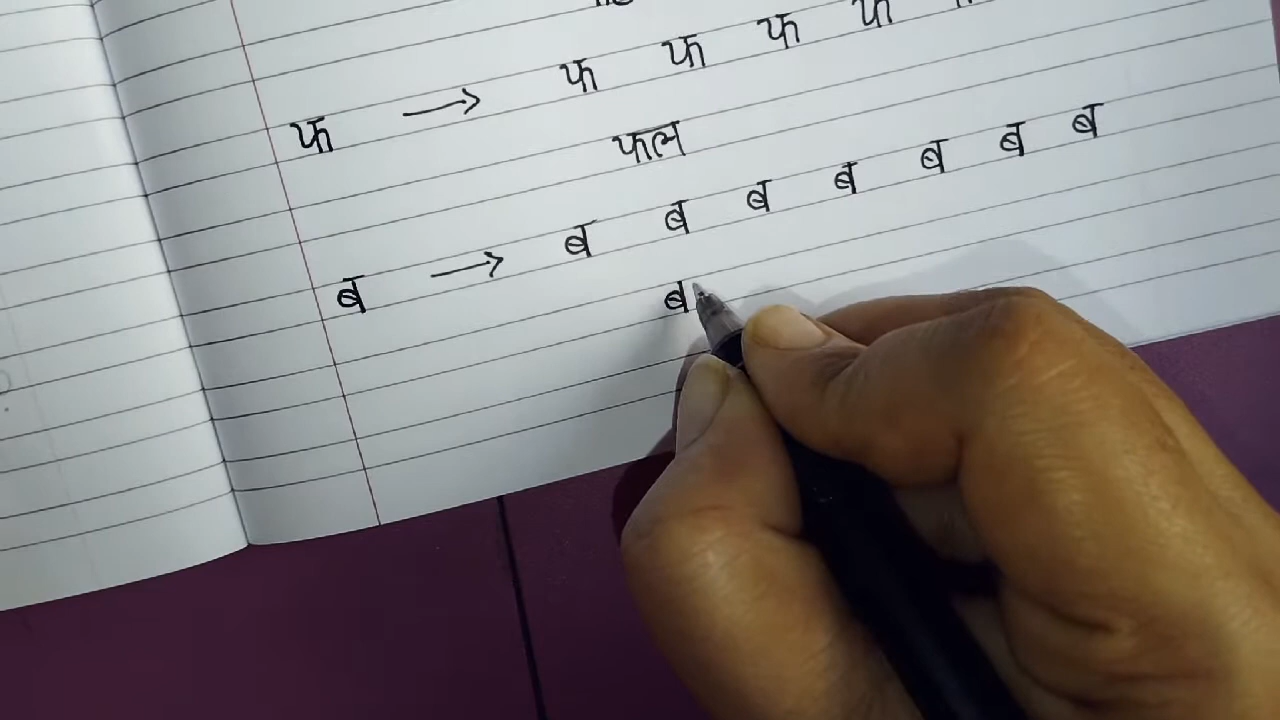 फ → फ फ फ फ
फल
ब → ब ब ब ब ब ब ब
ब